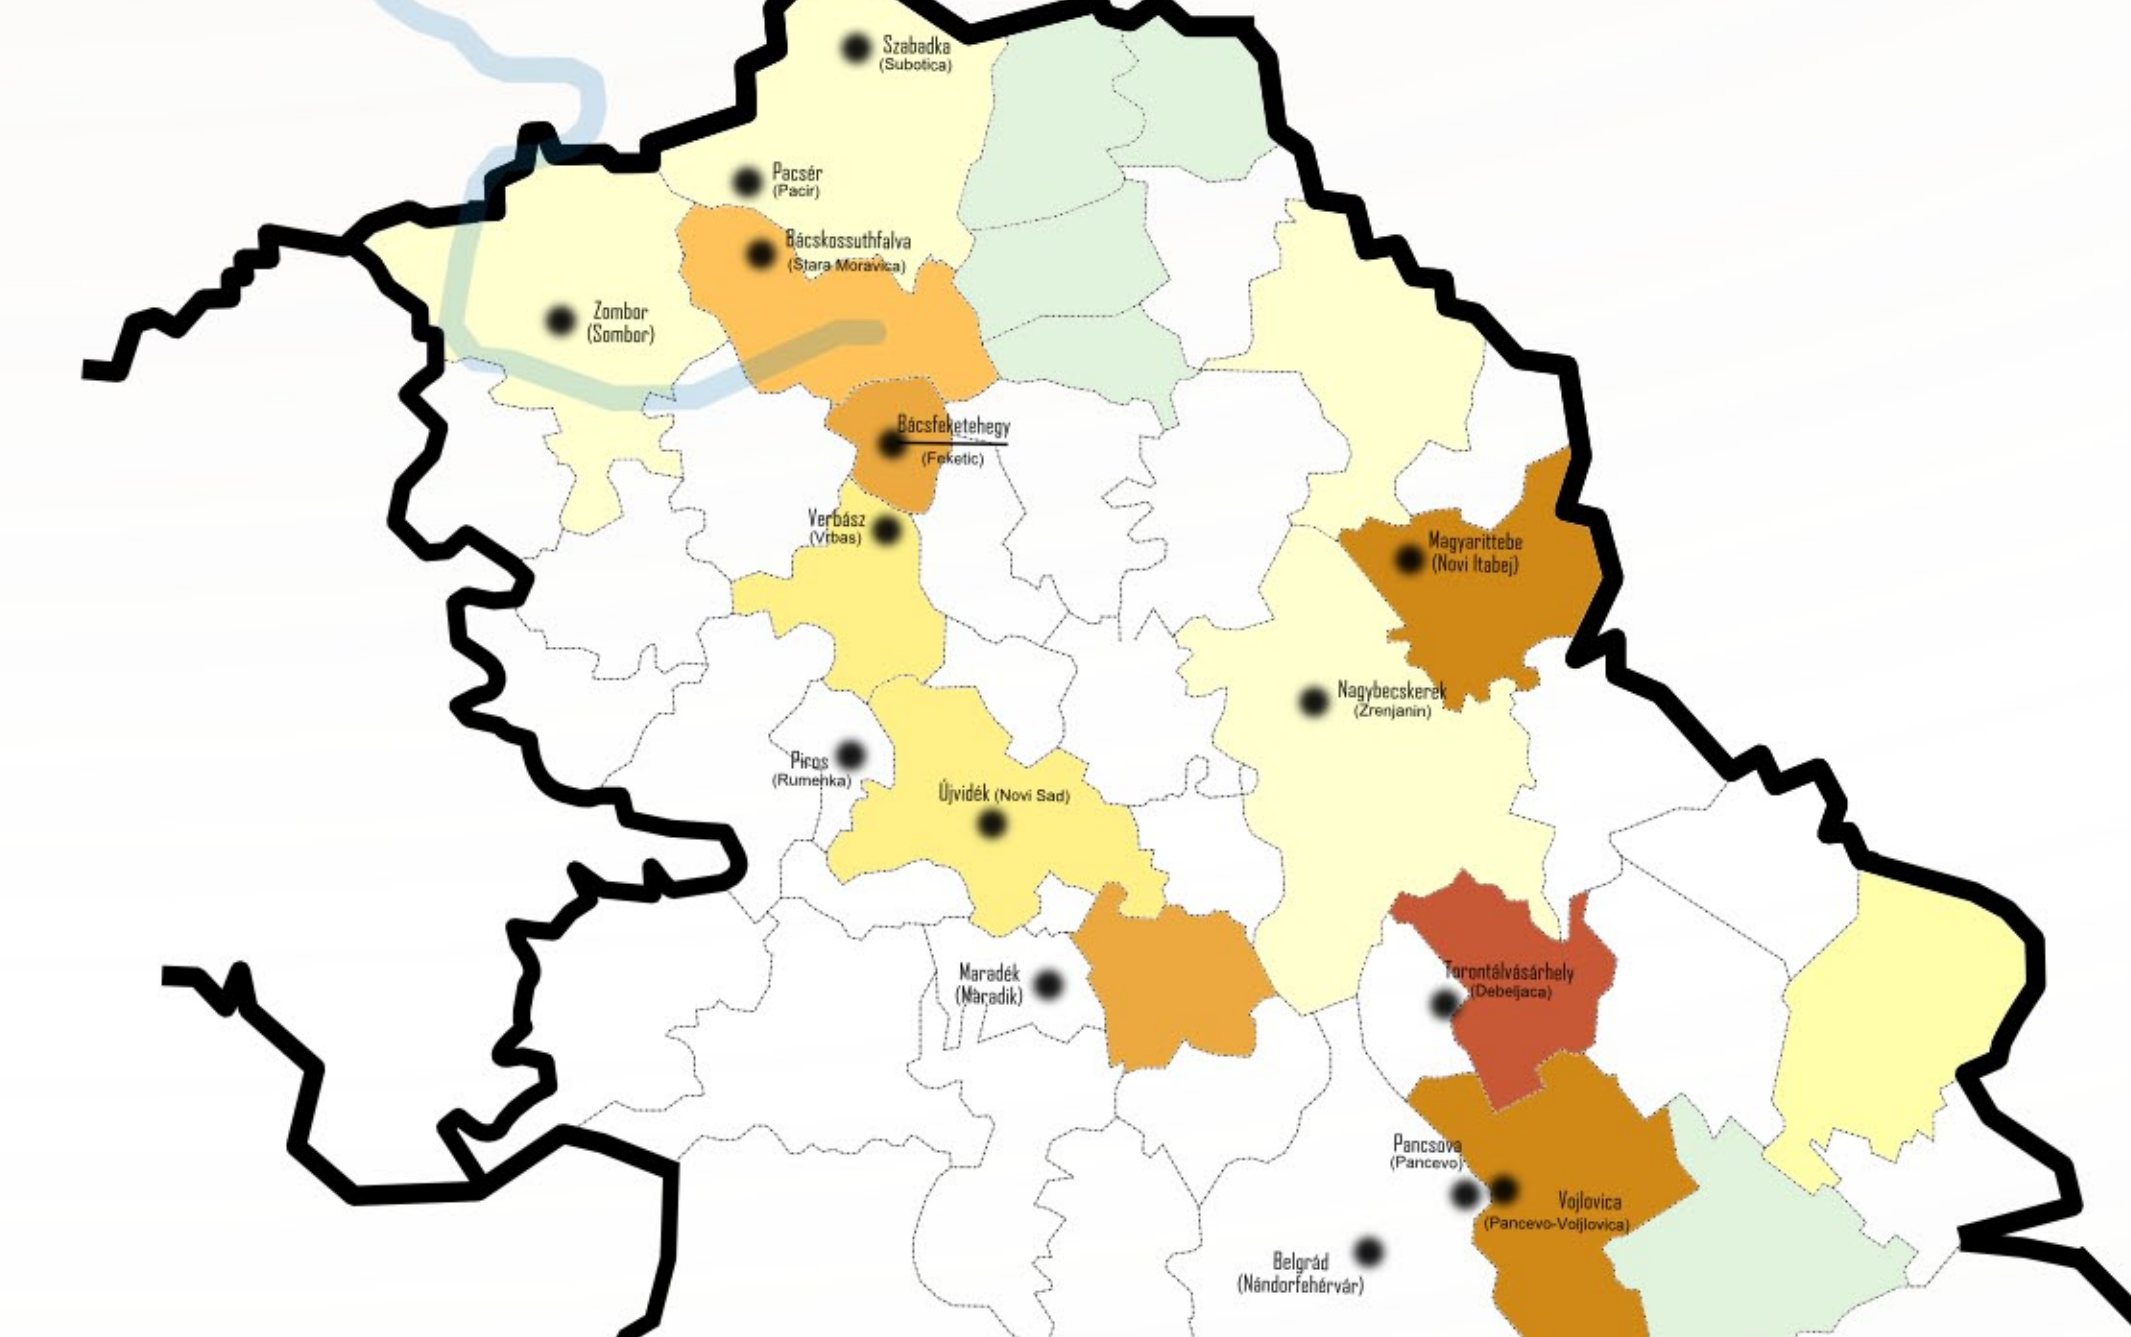 Szabadka
(Subotica)
Pacsér
(Pacir)
Bácskossuthfalva
(Stara Moravica)
Zombor
(Sombor)
Bácsfeketehegy
(Feketic)
Verbász
(Vrbas)
Magyarittebe
(Novi Itabej)
Nagybecskerek
(Zrenjanin)
Piros
(Rumenka)
Újvidék (Novi Sad)
Maradék
(Maradik)
Torontálvásárhely
(Debeljaca)
Pancsova
(Pancevo)
Vojlovica
(Pancevo-Voljlovica)
Belgrád
(Nándorfehérvár)